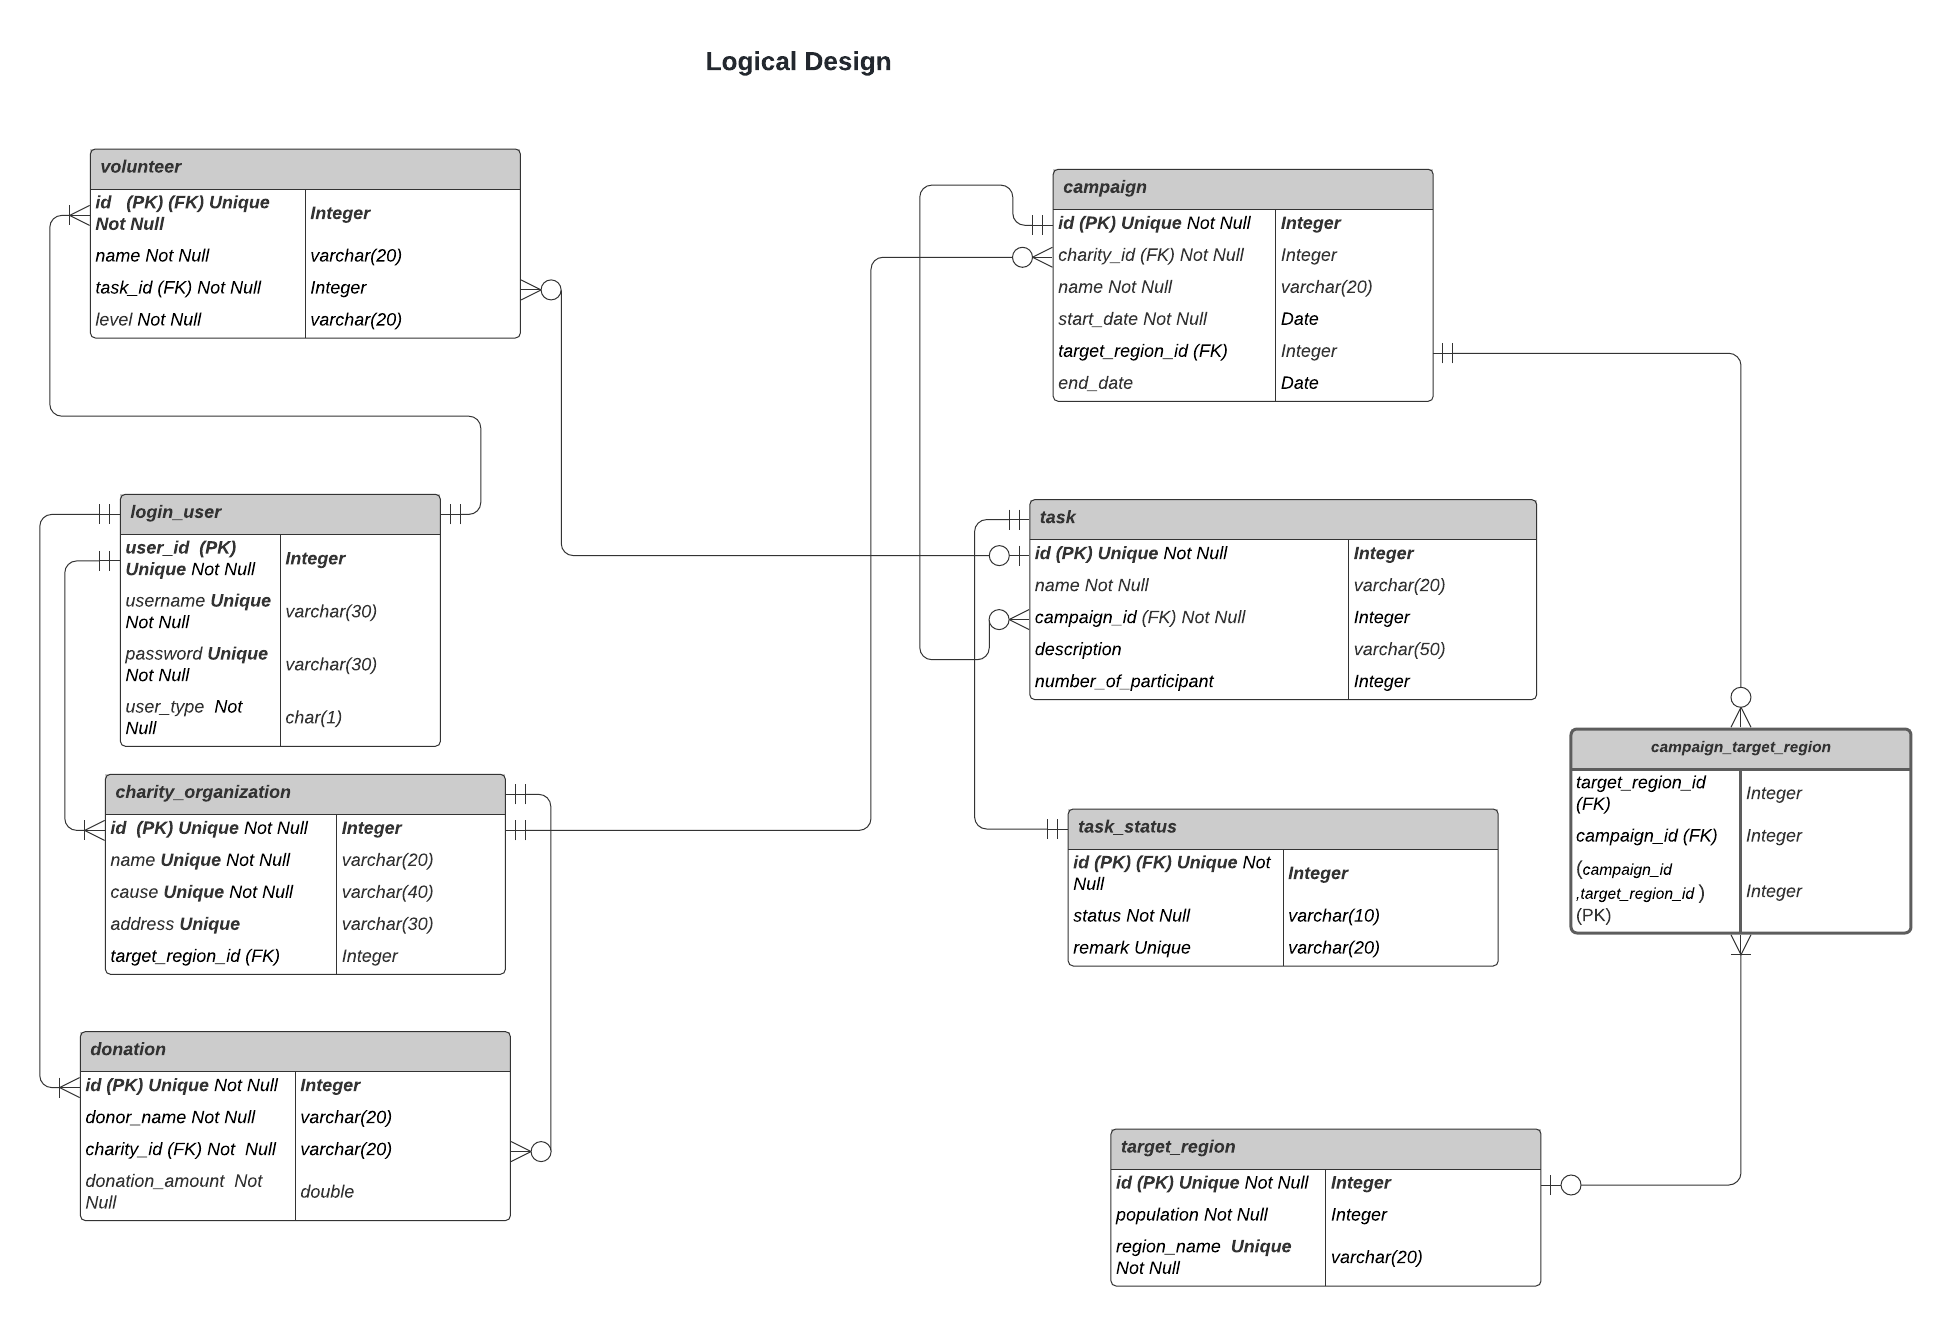 Logical Design
volunteer
id (PK) (FK) Unique
Not Null
Integer
name Not Null
varchar(20)
task_id (FK) Not Null
Integer
level Not Null
varchar(20)
campaign
id (PK) Unique Not Null
Integer
charity_id (FK) Not Null
Integer
name Not Null
varchar(20)
start_date Not Null
Date
target_region_id (FK)
Integer
end_date
Date
login_user
user_id (PK)
Unique Not Null
Integer
username Unique
Not Null
varchar(30)
password Unique
Not Null
varchar(30)
user_type Not
Null
char(1)
task
id (PK) Unique Not Null
Integer
name Not Null
varchar(20)
campaign_id (FK) Not Null
Integer
description
varchar(50)
number_of_participant
Integer
campaign_target_region
target_region_id
(FK)
Integer
campaign_id (FK)
Integer
(campaign_id
,target_region_id )
(PK)
Integer
charity_organization
id (PK) Unique Not Null
Integer
name Unique Not Null
varchar(20)
cause Unique Not Null
varchar(40)
address Unique
varchar(30)
target_region_id (FK)
Integer
task_status
id (PK) (FK) Unique Not
Null
Integer
status Not Null
varchar(10)
remark Unique
varchar(20)
donation
id (PK) Unique Not Null
Integer
donor_name Not Null
varchar(20)
charity_id (FK) Not Null
varchar(20)
donation_amount Not
Null
double
target_region
id (PK) Unique Not Null
Integer
population Not Null
Integer
region_name Unique
Not Null
varchar(20)